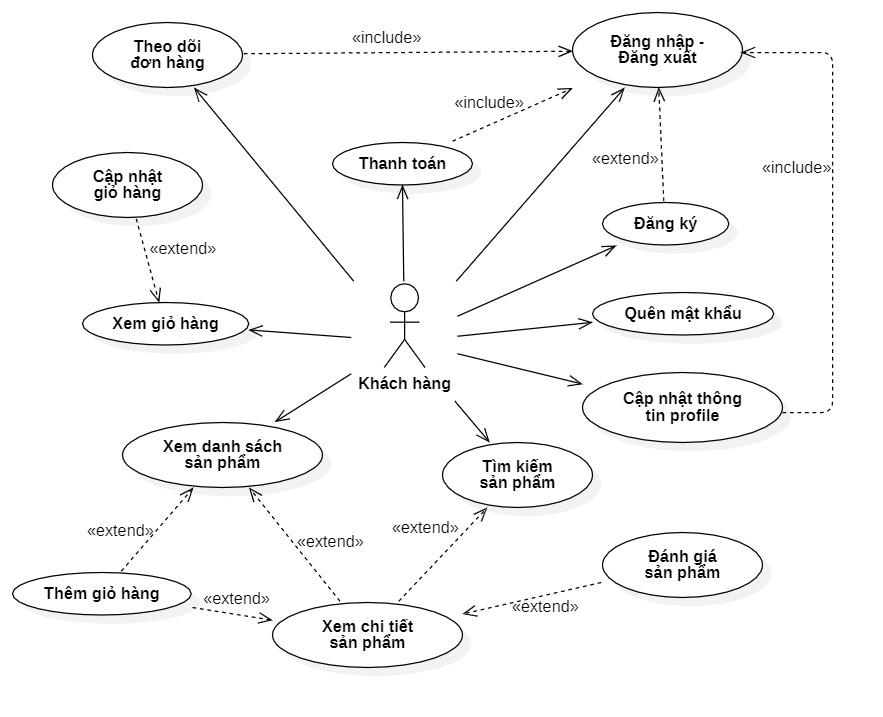 Theo dõi
đơn hàng
«include»
Đăng nhập -
Đăng xuất
«include»
Thanh toán
Cập nhật
giỏ hàng
«extend»
«include»
«extend»
Đăng ký
Xem giỏ hàng
Quên mật khẩu
Khách hàng
Cập nhật thông
tin profile
Xem danh sách
sản phẩm
Tìm kiếm
sản phẩm
«extend»
«extend»
«extend»
Đánh giá
sản phẩm
Thêm giỏ hàng
«extend»
«extend»
Xem chi tiết
sản phẩm